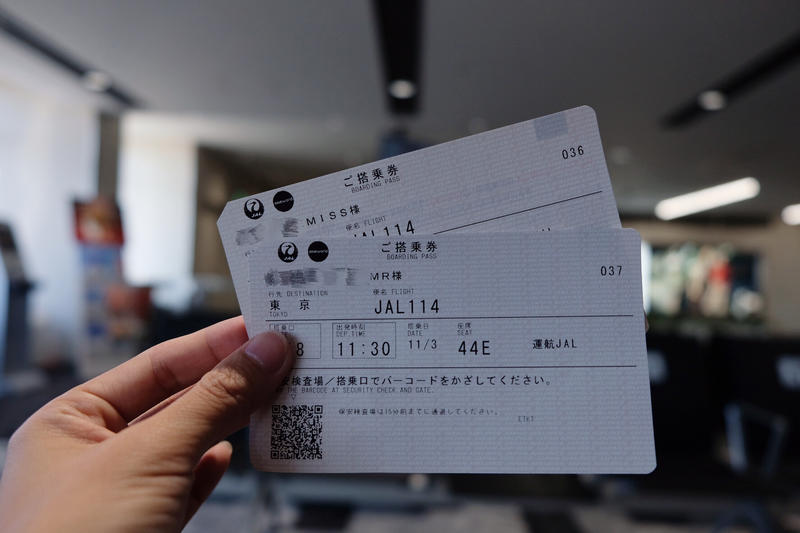 ご搭乗券
BOARDING PASS
036
JAL
MISS様
便名 FLIGHT
JAL114
ご搭乗券
BOARDING PASS
037
JAL
MR様
行先 DESTINATION
便名 FLIGHT
東 京
TOKYO
JAL114
搭乗口
出発時刻
DEP.TIME
搭乗日
DATE
座席
SEAT
8
11:30
11/3
44E
運航JAL
検査場/搭乗口でバーコードをかざしてください。
THE BARCODE AT SECURITY CHECK AND GATE.
保安検査場は15分前までに通過してください。
ETKT